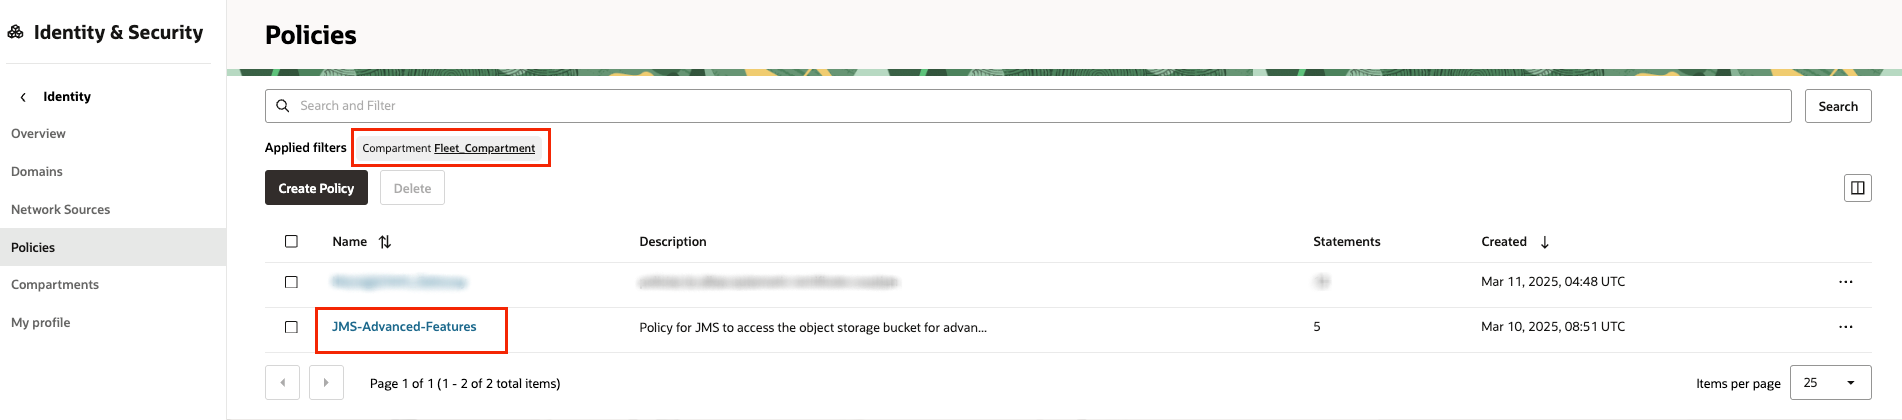 Identity & Security
Identity
Overview
Domains
Network Sources
Policies
Compartments
My profile
Policies
Search and Filter
Search
Applied filters Compartment Fleet_Compartment
Create Policy Delete
Name Description Statements Created
Mar 11, 2025, 04:48 UTC
JMS-Advanced-Features Policy for JMS to access the object storage bucket for advan... 5 Mar 10, 2025, 08:51 UTC
Page 1 of 1 (1 - 2 of 2 total items) Items per page 25